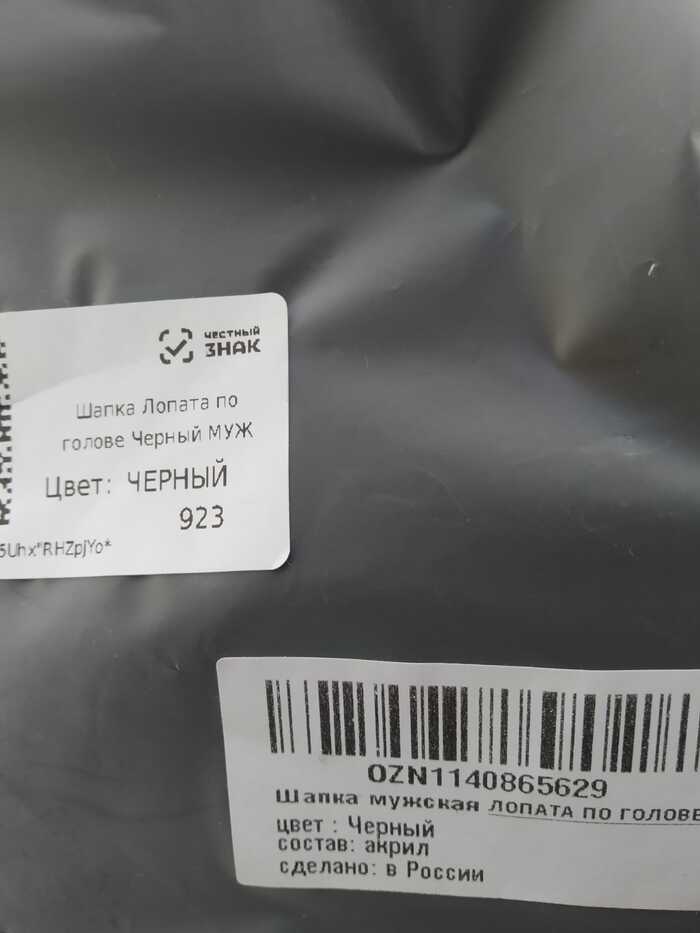 ЧЕСТНЫЙ
ЗНАК
Шапка Лопата по
голове Черный МУЖ
Цвет: ЧЕРНЫЙ
923
5Uhx"RHZpjYo*
OZN1140865629
Шапка мужская ЛОПАТА ПО ГОЛОВЕ
цвет : Черный
состав: акрил
сделано: в России